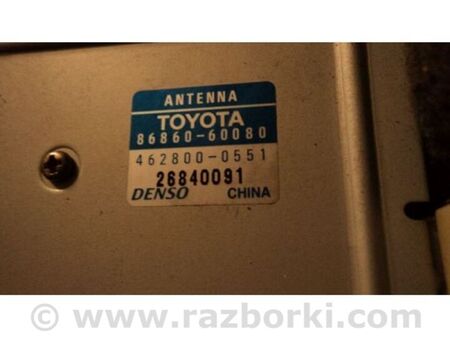 ANTENNA
TOYOTA
86860-60080
462800-0551
26840091
DENSO CHINA
© www.razborki.com